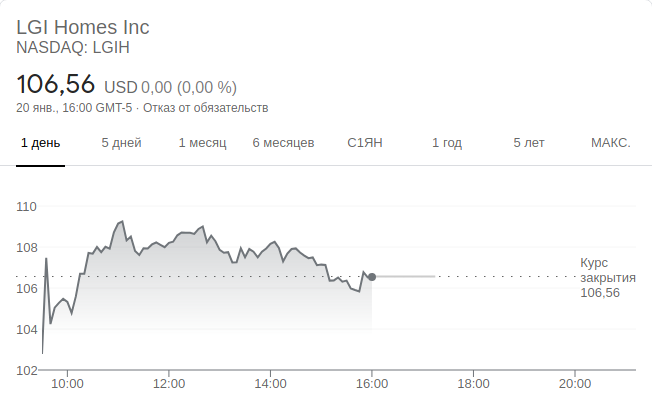 LGI Homes Inc
NASDAQ: LGIH
106,56 USD 0,00 (0,00 %)
20 янв., 16:00 GMT-5 · Отказ от обязательств
1 день 5 дней 1 месяц 6 месяцев С1ЯН 1 год 5 лет МАКС.
110
108
Курс
закрытия
106,56
106
104
102
10:00 12:00 14:00 16:00 18:00 20:00